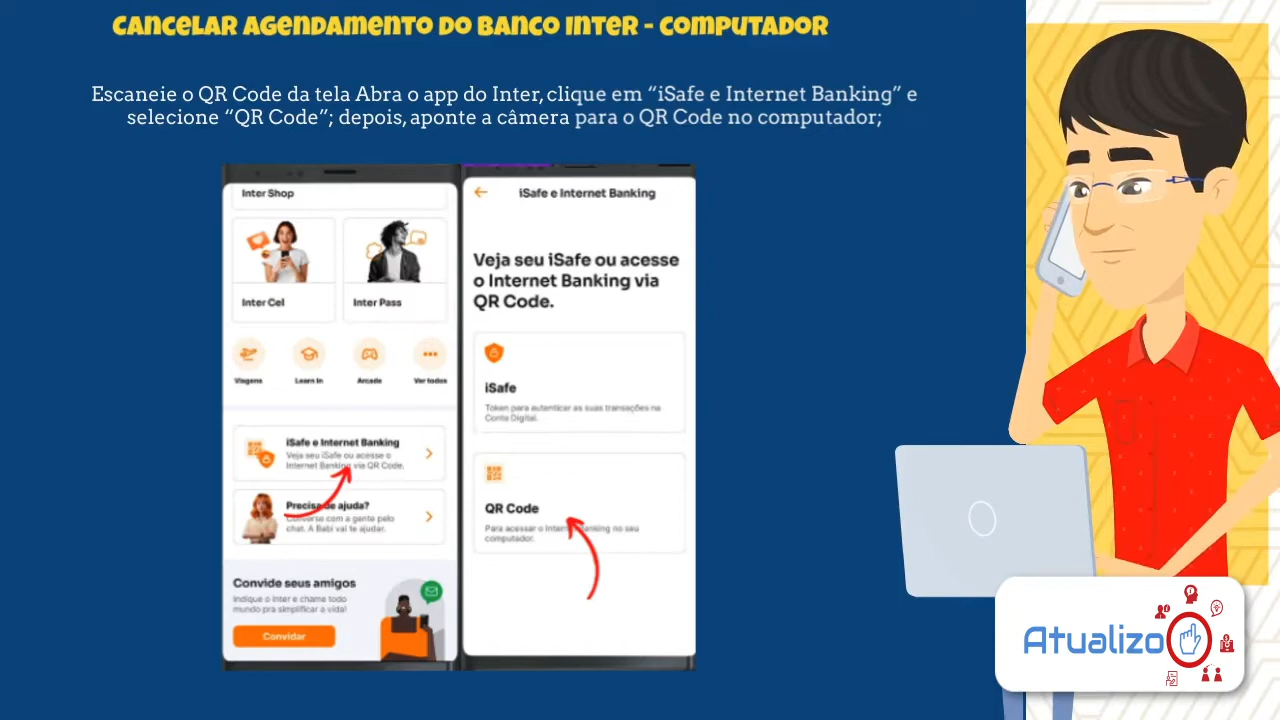 Cancelar Agendamento do Banco Inter - Computador
Escaneie o QR Code da tela Abra o app do Inter, clique em “iSafe e Internet Banking” e
selecione “QR Code”; depois, aponte a câmera para o QR Code no computador;
Inter Shop
Inter Cel
Inter Pass
Viagens
Learn In
Arcade
Ver todos
iSafe e Internet Banking
Veja seu iSafe ou acesse o
Internet Banking via QR Code.
Precisa de ajuda?
Converse com a gente pelo
chat. A Babi vai te ajudar.
Convide seus amigos
Indique o Inter e chame todo
mundo pra simplificar a vida!
Convidar
iSafe e Internet Banking
Veja seu iSafe ou acesse
o Internet Banking via
QR Code.
iSafe
Token para autenticar as suas transações na
Conta Digital.
QR Code
Para acessar o Internet Banking no seu
computador.
Atualizo